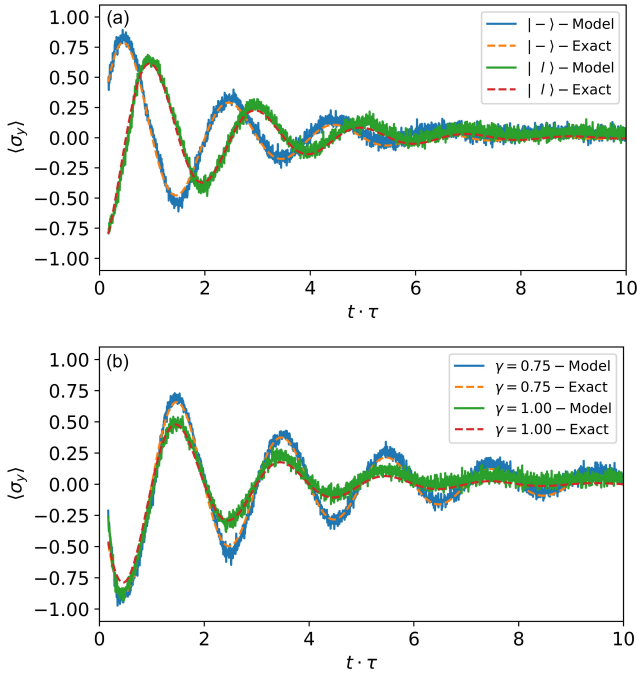 (a)
1.00
0.75
0.50
0.25
0.00
−0.25
−0.50
−0.75
−1.00
⟨σy⟩
| − ⟩ − Model
| − ⟩ − Exact
| l ⟩ − Model
| l ⟩ − Exact
0 2 4 6 8 10
t · τ
(b)
1.00
0.75
0.50
0.25
0.00
−0.25
−0.50
−0.75
−1.00
⟨σy⟩
γ = 0.75 − Model
γ = 0.75 − Exact
γ = 1.00 − Model
γ = 1.00 − Exact
0 2 4 6 8 10
t · τ